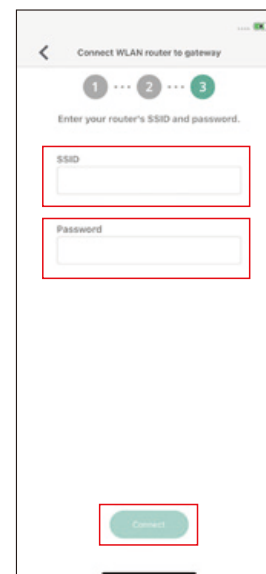 Connect WLAN router to gateway
1 ... 2 ... 3
Enter your router's SSID and password.
SSID
Password
Connect